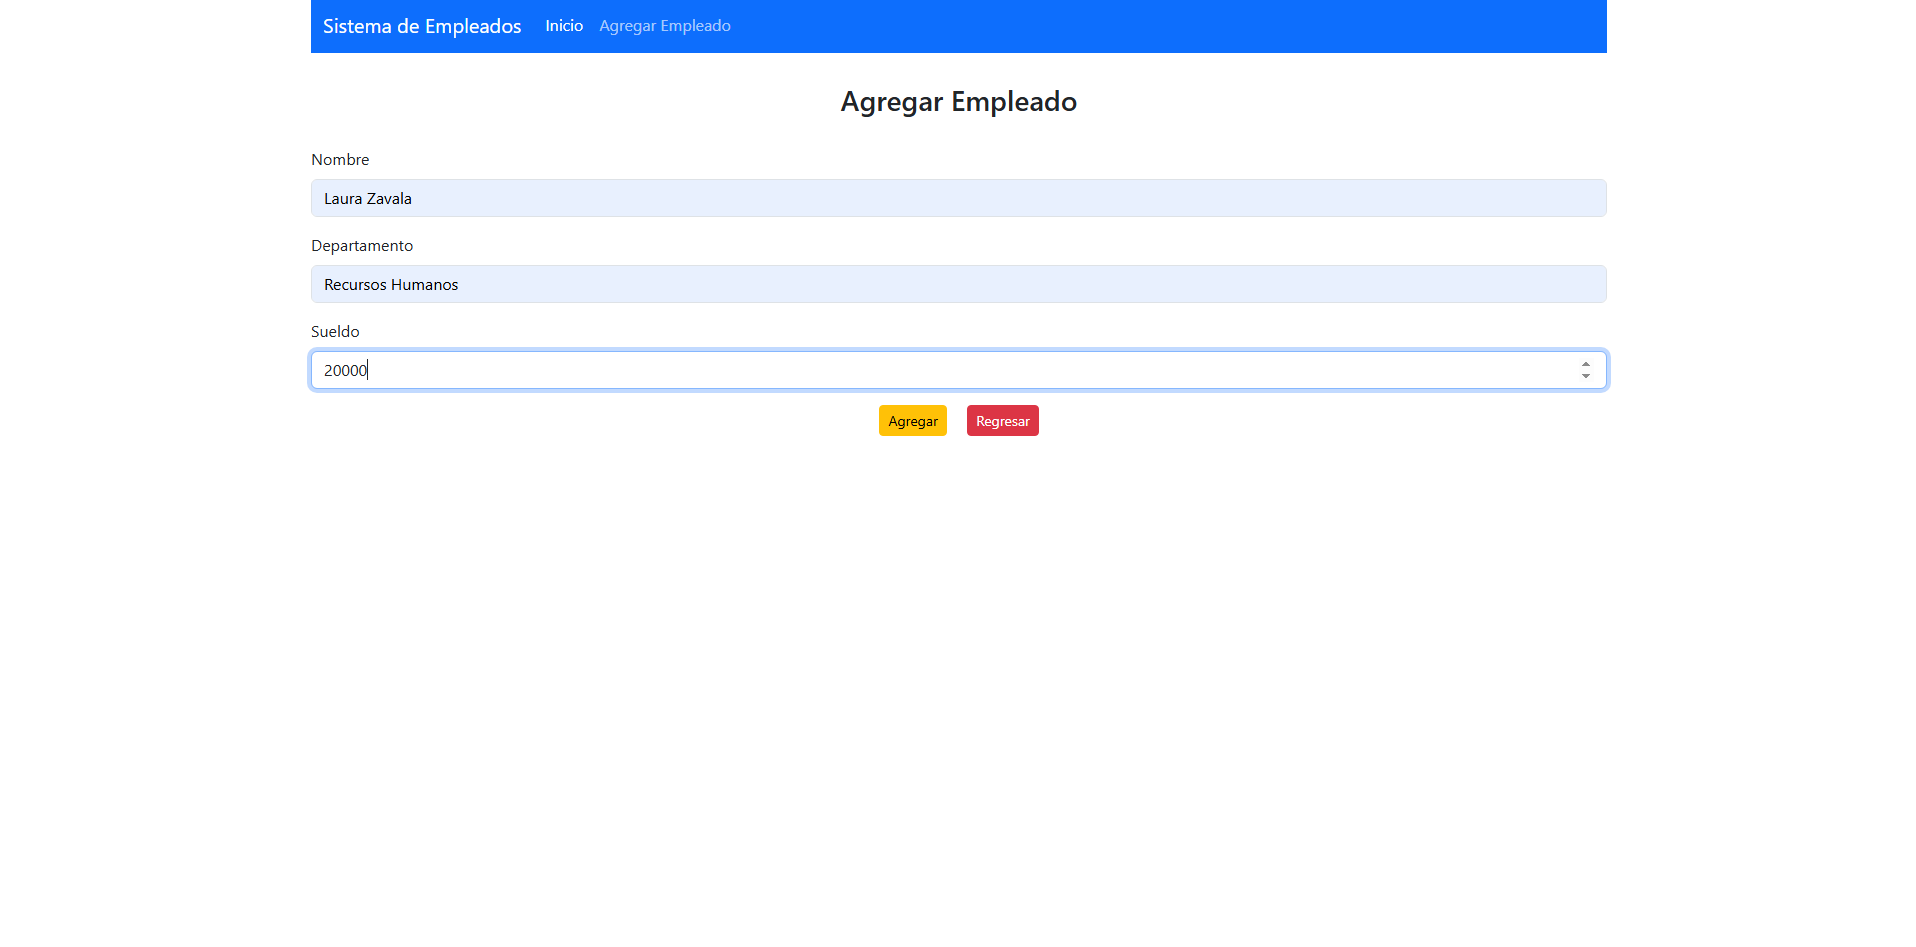 Sistema de Empleados Inicio Agregar Empleado
Agregar Empleado
Nombre
Laura Zavala
Departamento
Recursos Humanos
Sueldo
20000
Agregar Regresar